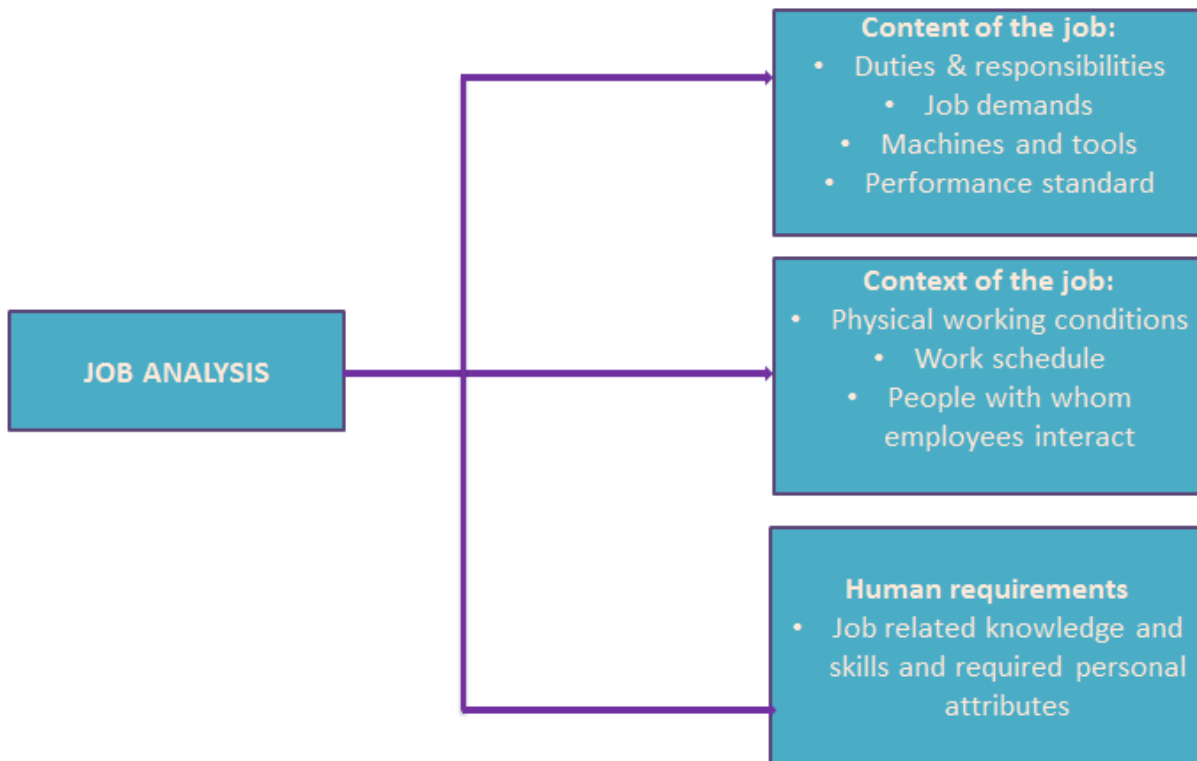 Content of the job:
• Duties & responsibilities
• Job demands
• Machines and tools
• Performance standard
JOB ANALYSIS
Context of the job:
• Physical working conditions
• Work schedule
• People with whom
employees interact
Human requirements
• Job related knowledge and
skills and required personal
attributes